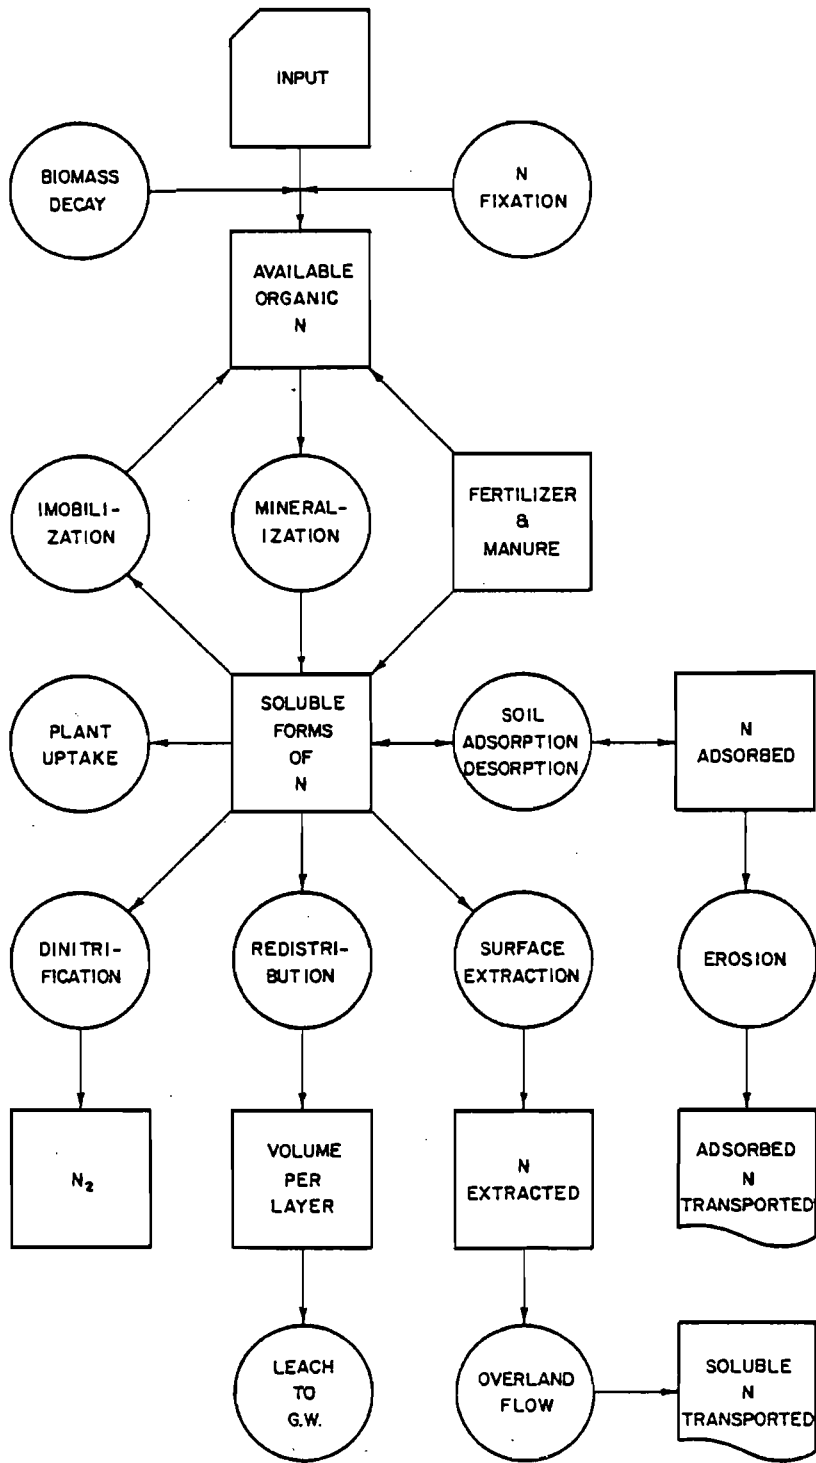 INPUT
BIOMASS
DECAY
N
FIXATION
AVAILABLE
ORGANIC
N
IMOBILI-
ZATION
MINERAL-
IZATION
FERTILIZER
&
MANURE
PLANT
UPTAKE
SOLUBLE
FORMS
OF
N
SOIL
ADSORPTION
DESORPTION
N
ADSORBED
DINITRI-
FICATION
REDISTRI-
BUTION
SURFACE
EXTRACTION
EROSION
N₂
VOLUME
PER
LAYER
N
EXTRACTED
ADSORBED
N
TRANSPORTED
LEACH
TO
G.W.
OVERLAND
FLOW
SOLUBLE
N
TRANSPORTED